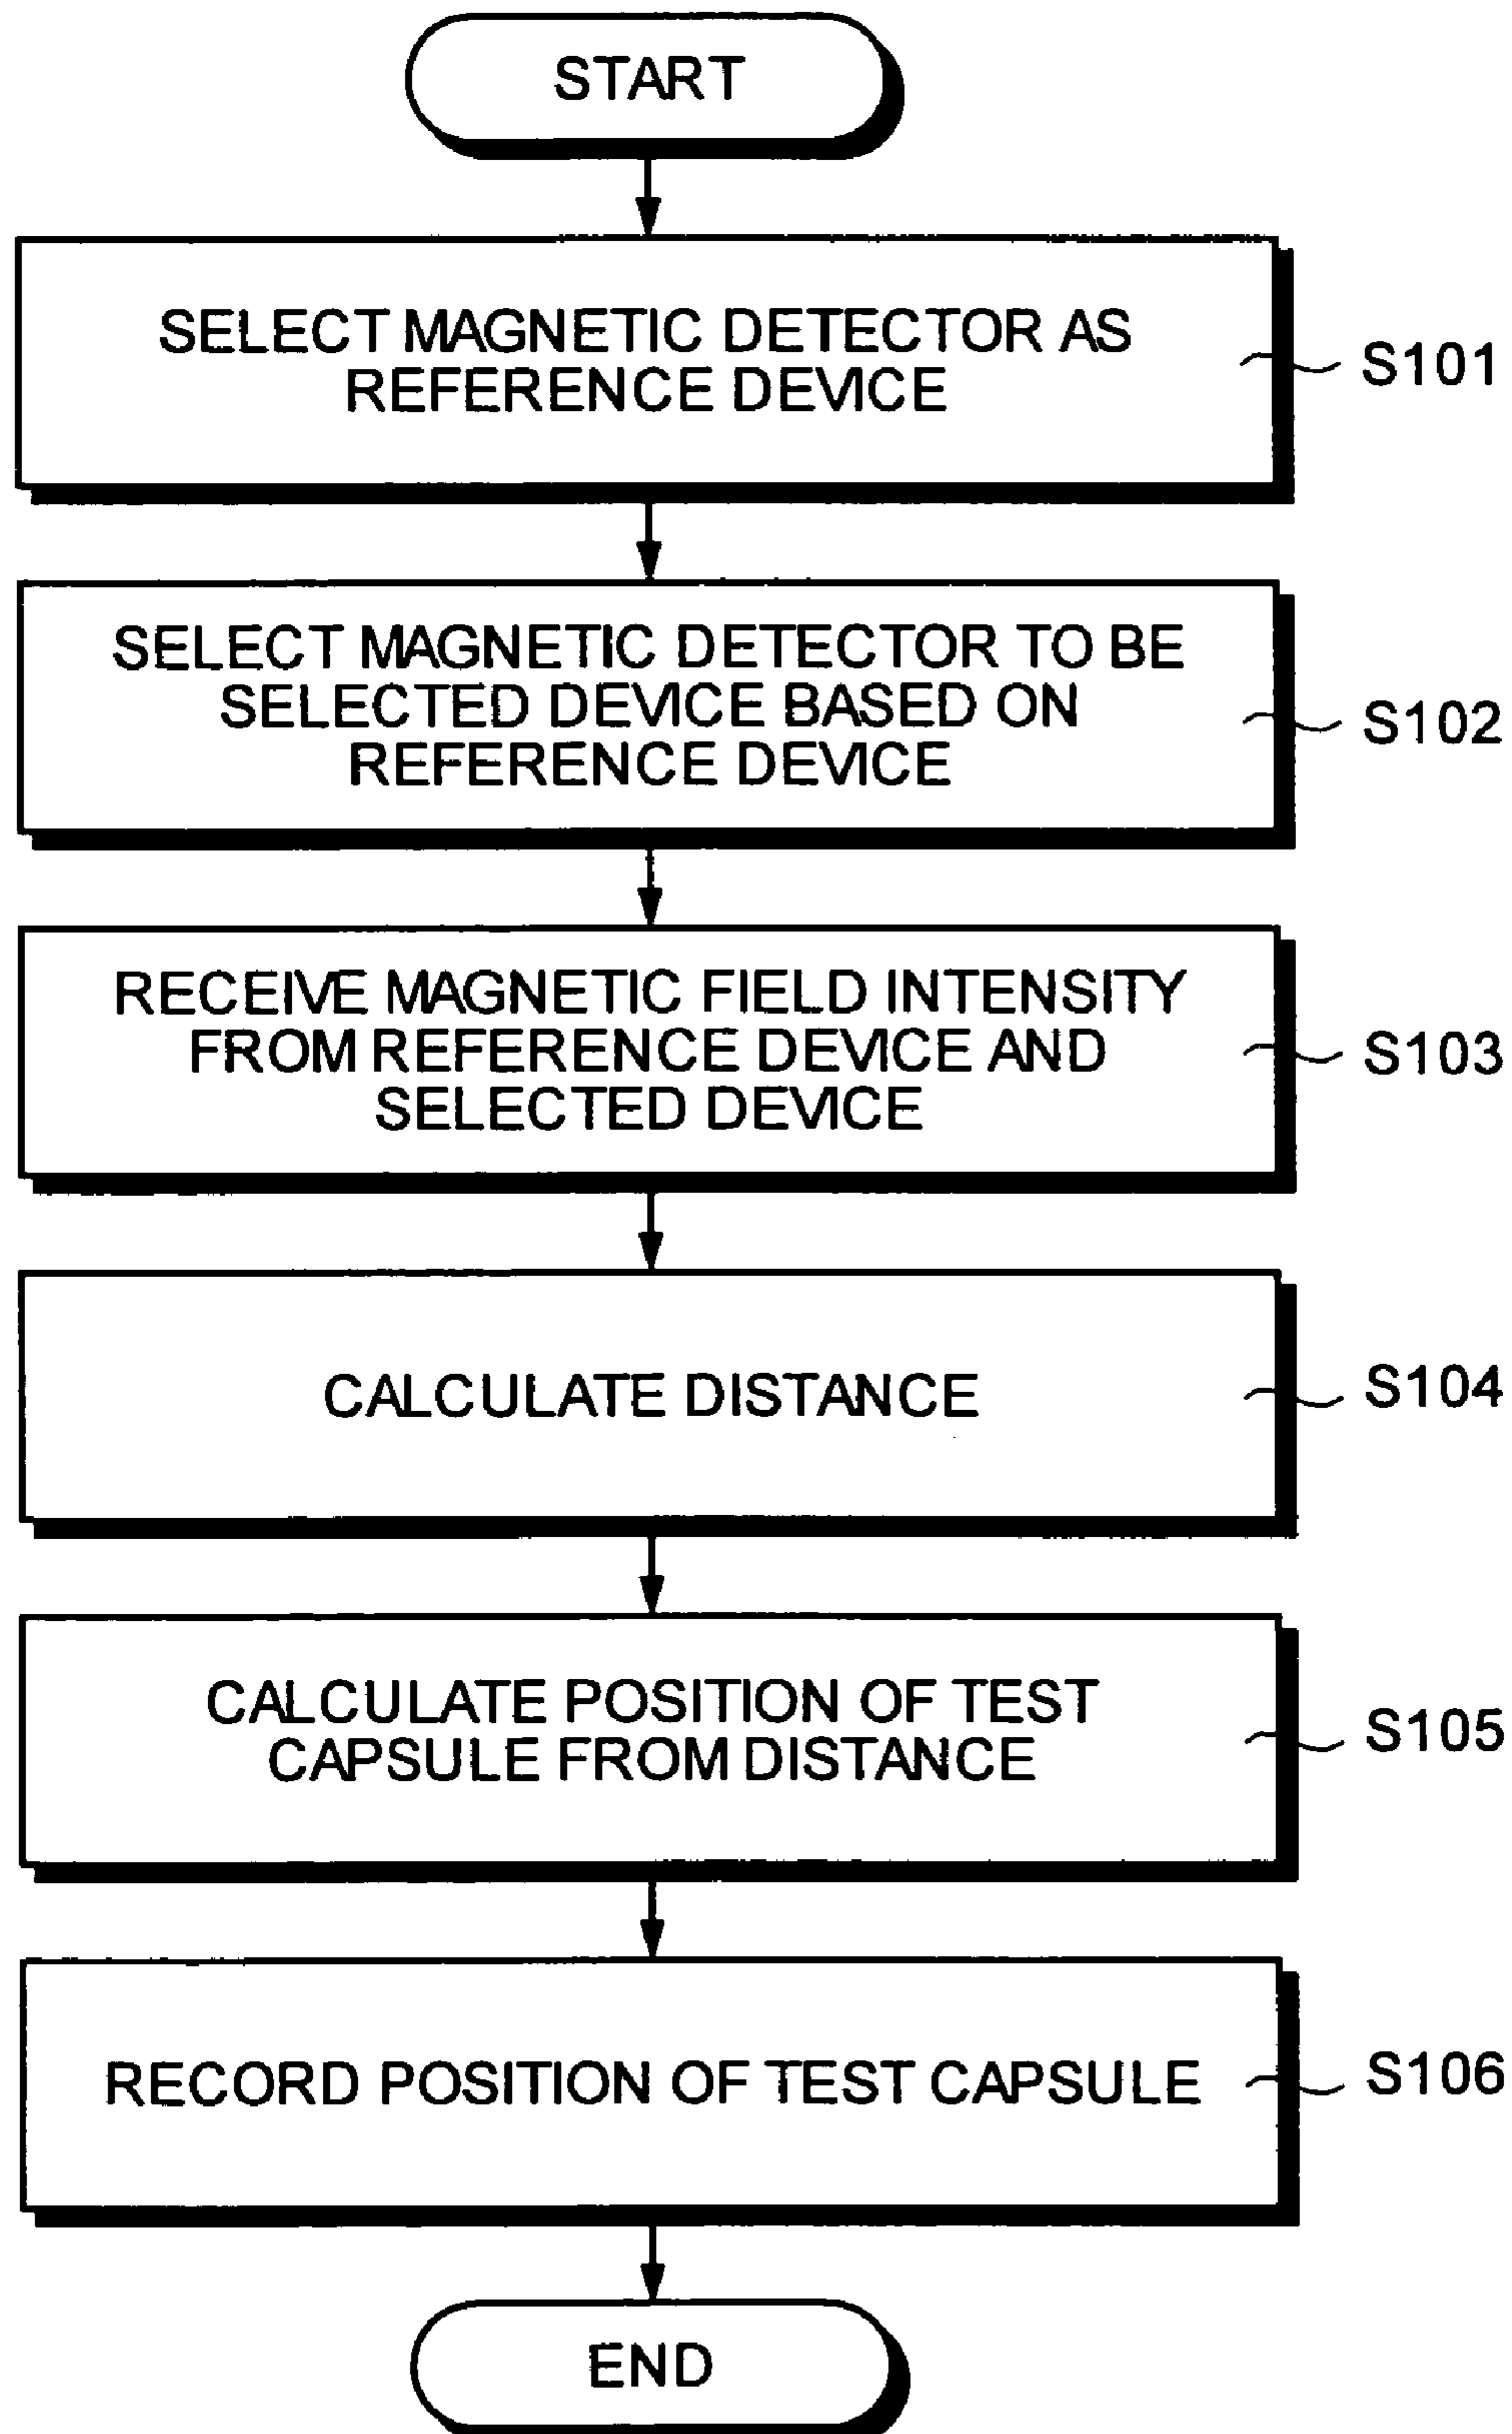 START
SELECT MAGNETIC DETECTOR AS
REFERENCE DEVICE
S101
SELECT MAGNETIC DETECTOR TO BE
SELECTED DEVICE BASED ON
REFERENCE DEVICE
S102
RECEIVE MAGNETIC FIELD INTENSITY
FROM REFERENCE DEVICE AND
SELECTED DEVICE
S103
CALCULATE DISTANCE
S104
CALCULATE POSITION OF TEST
CAPSULE FROM DISTANCE
S105
RECORD POSITION OF TEST CAPSULE
S106
END